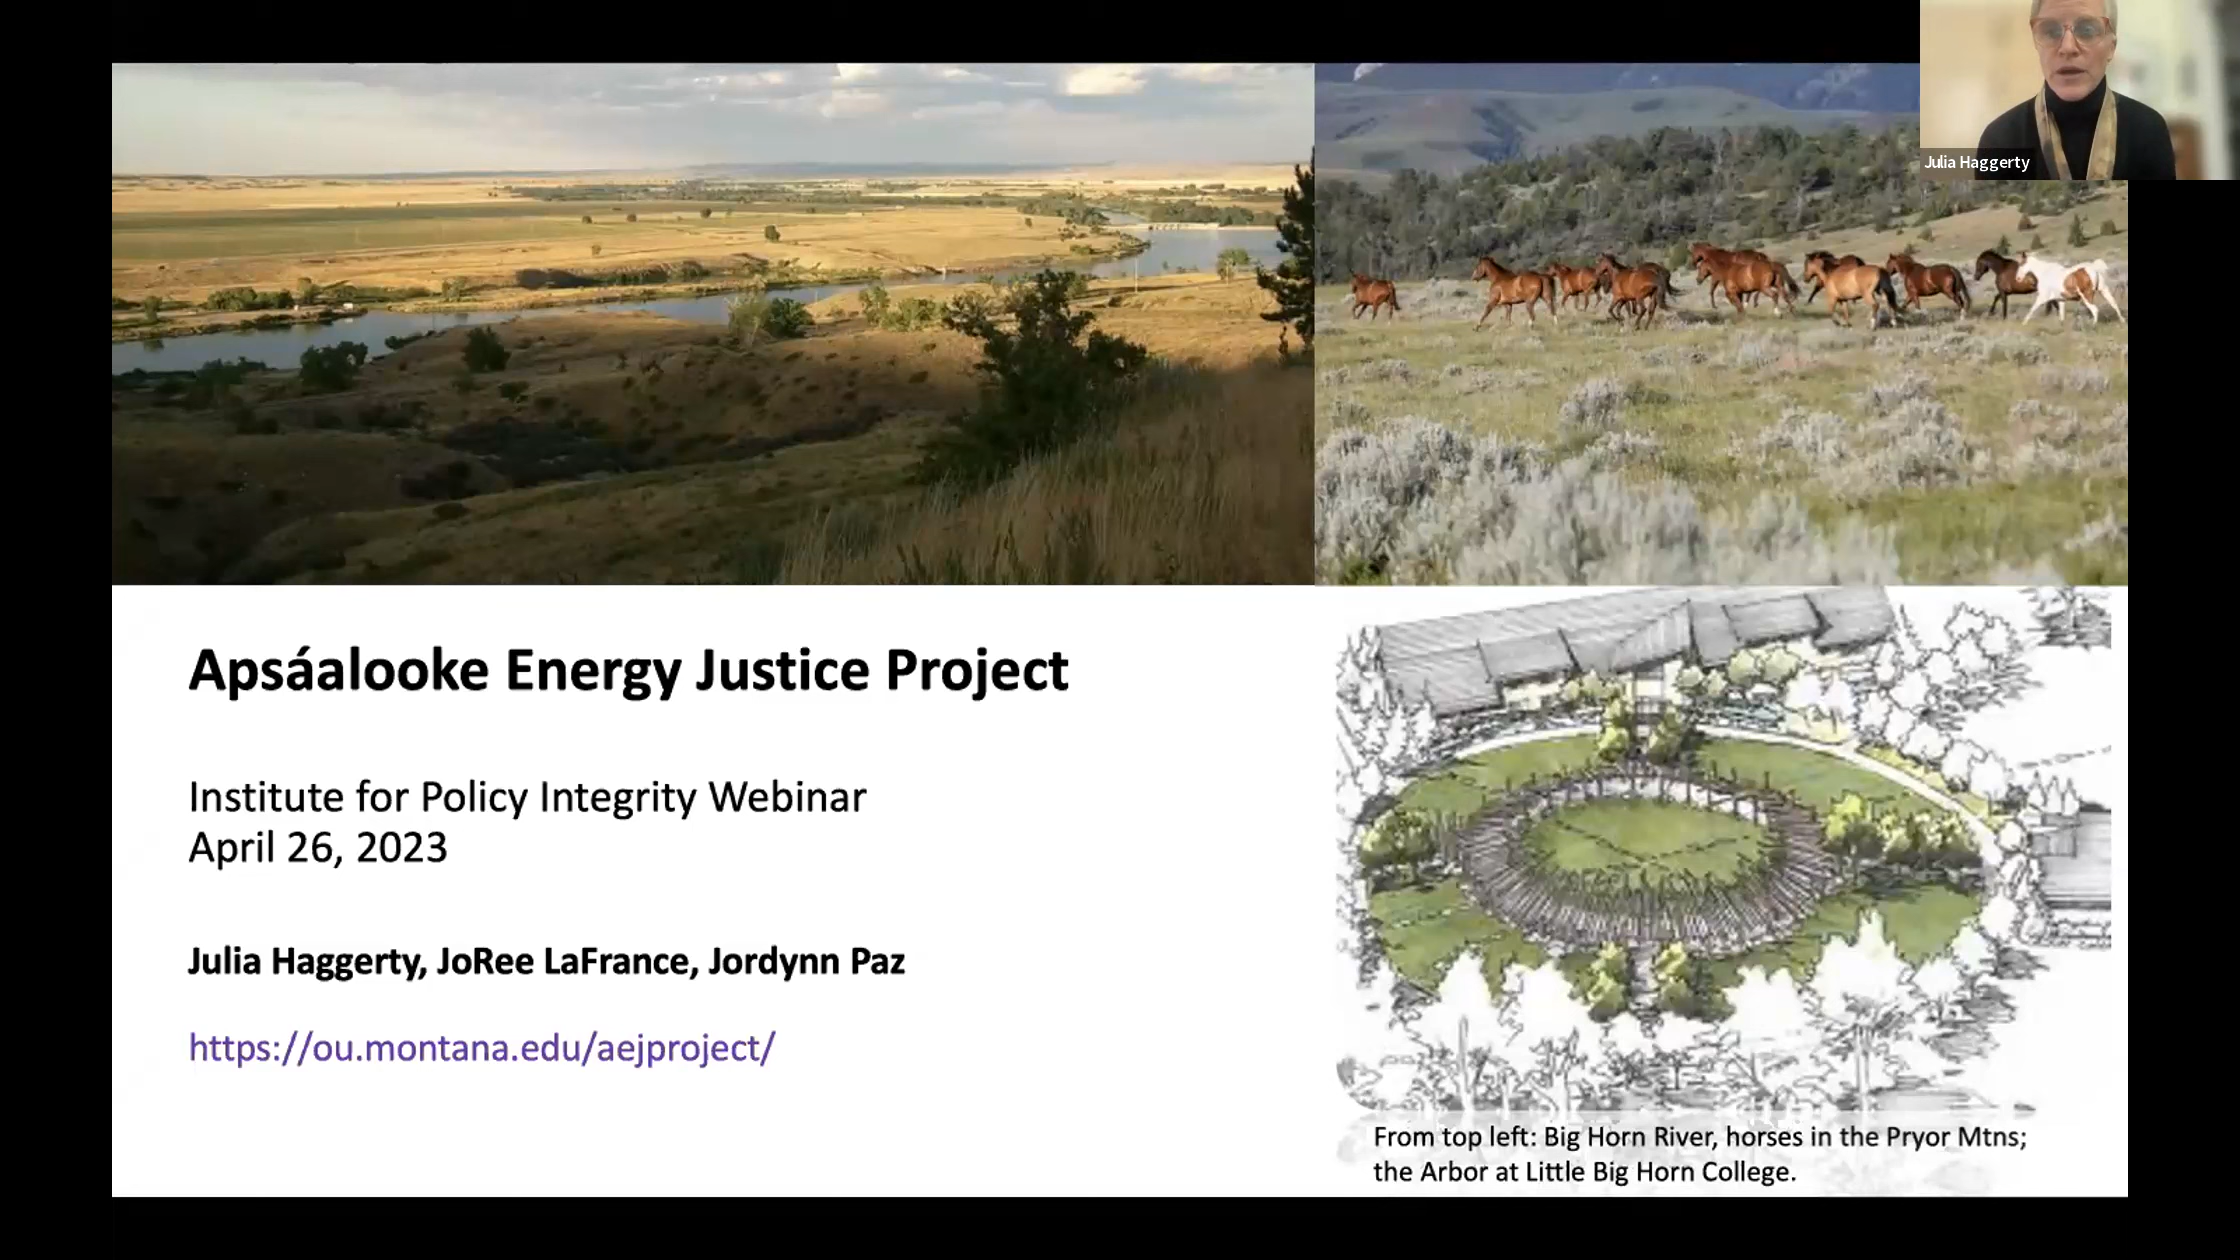 Julia Haggerty
Apsáalooke Energy Justice Project
Institute for Policy Integrity Webinar
April 26, 2023
Julia Haggerty, JoRee LaFrance, Jordynn Paz
https://ou.montana.edu/aejproject/
From top left: Big Horn River, horses in the Pryor Mtns;
the Arbor at Little Big Horn College.